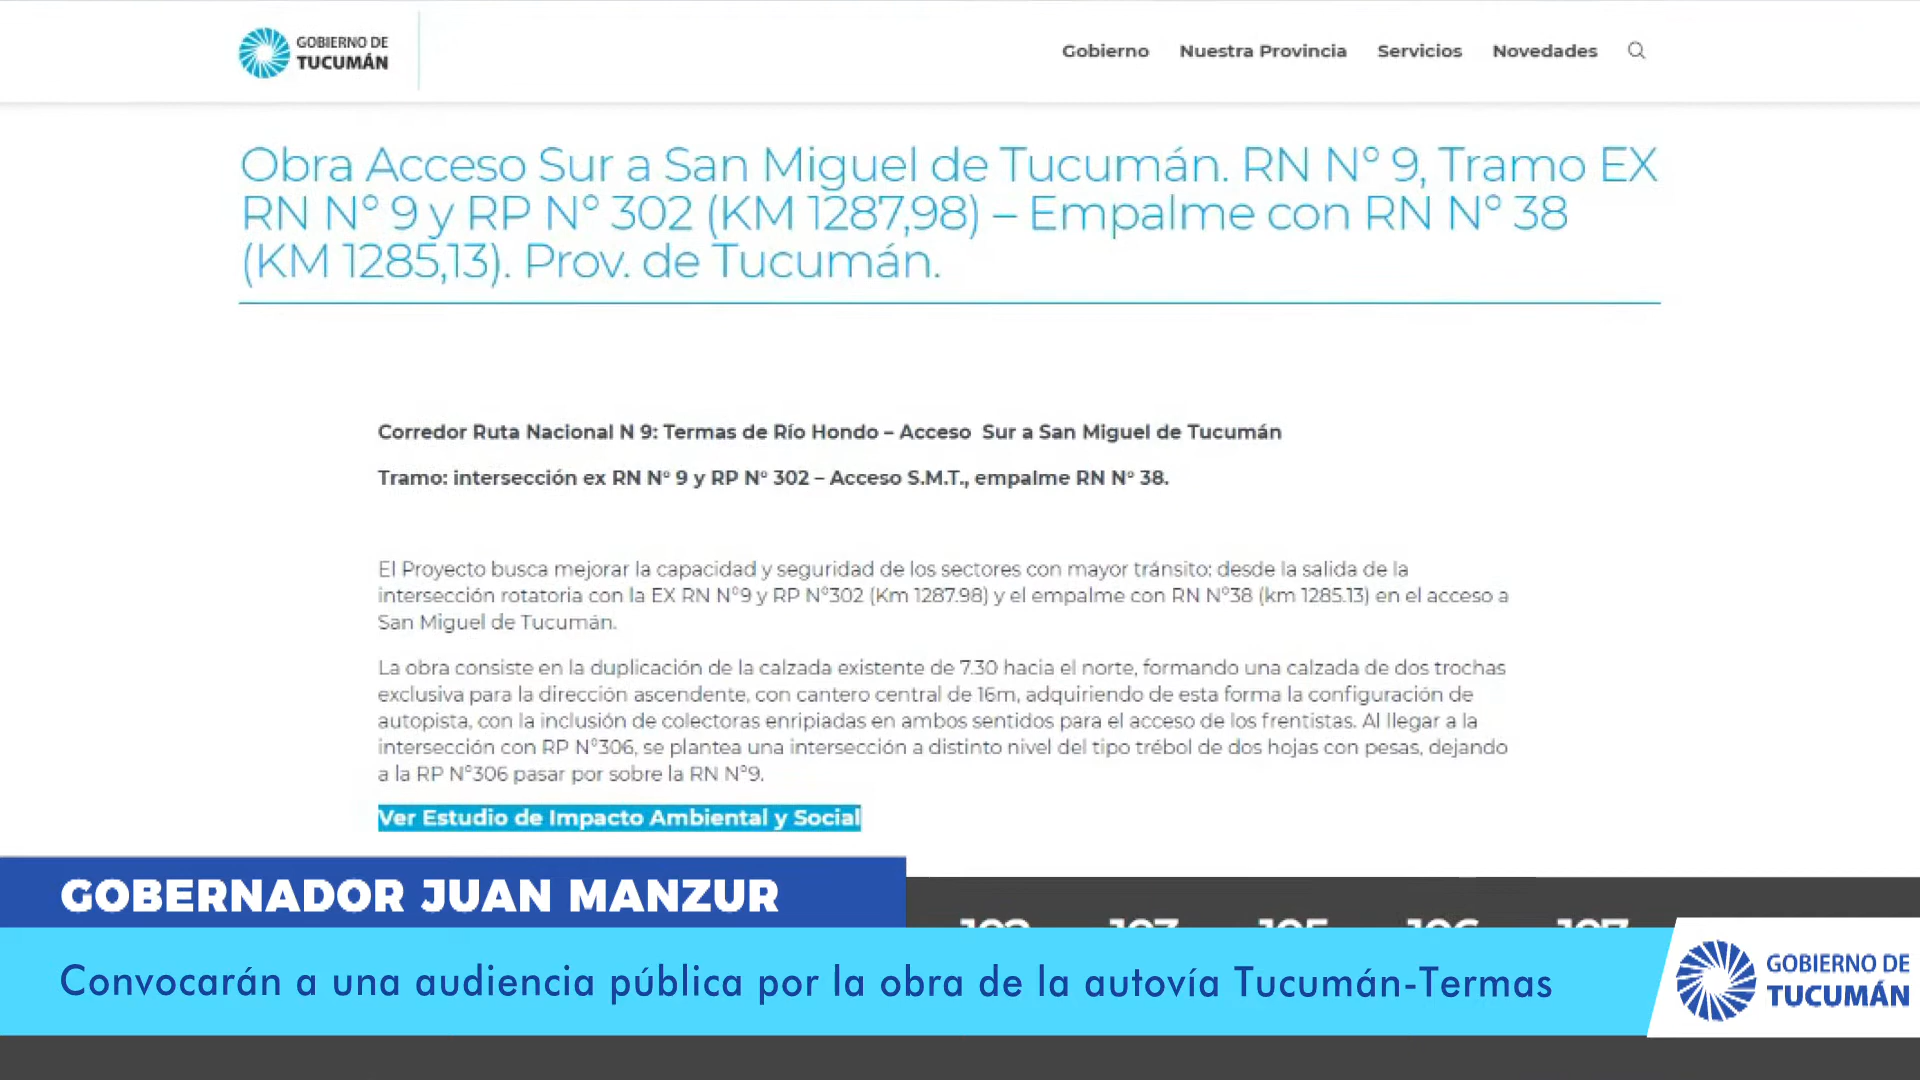 GOBIERNO DE
TUCUMÁN
Gobierno Nuestra Provincia Servicios Novedades
Obra Acceso Sur a San Miguel de Tucumán. RN N° 9, Tramo EX
RN N° 9 y RP N° 302 (KM 1287,98) – Empalme con RN N° 38
(KM 1285,13). Prov. de Tucumán.
Corredor Ruta Nacional N 9: Termas de Río Hondo – Acceso Sur a San Miguel de Tucumán
Tramo: intersección ex RN N° 9 y RP N° 302 – Acceso S.M.T., empalme RN N° 38.
El Proyecto busca mejorar la capacidad y seguridad de los sectores con mayor tránsito: desde la salida de la
intersección rotatoria con la EX RN N°9 y RP N°302 (Km 1287.98) y el empalme con RN N°38 (km 1285.13) en el acceso a
San Miguel de Tucumán.
La obra consiste en la duplicación de la calzada existente de 7.30 hacia el norte, formando una calzada de dos trochas
exclusiva para la dirección ascendente, con cantero central de 16m, adquiriendo de esta forma la configuración de
autopista, con la inclusión de colectoras enripiadas en ambos sentidos para el acceso de los frentistas. Al llegar a la
intersección con RP N°306, se plantea una intersección a distinto nivel del tipo trébol de dos hojas con pesas, dejando
a la RP N°306 pasar por sobre la RN N°9.
Ver Estudio de Impacto Ambiental y Social
GOBERNADOR JUAN MANZUR
Convocarán a una audiencia pública por la obra de la autovía Tucumán-Termas
GOBIERNO DE
TUCUMÁN